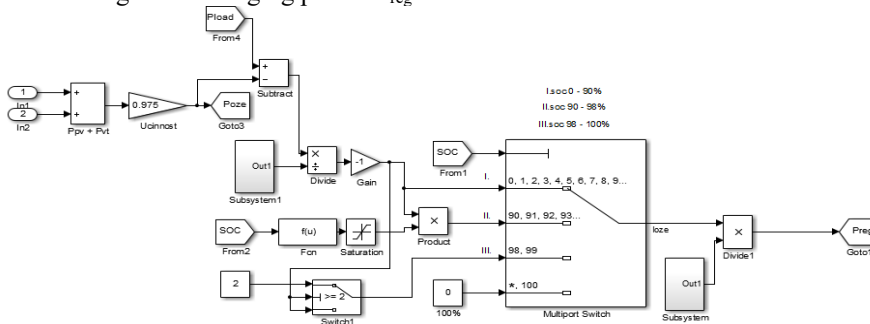 Pload
From4
1
In1
2
In2
+
+
Ppv + Pvt
0.975
Ucinnost
Poze
Goto3
+
−
Subtract
I.soc 0 - 90%
II.soc 90 - 98%
III.soc 98 - 100%
SOC
From1
Out1
Subsystem1
×
÷
Divide
-1
Gain
I.
0, 1, 2, 3, 4, 5, 6, 7, 8, 9...
SOC
From2
f(u)
Fcn
Saturation
×
Product
II.
90, 91, 92, 93...
Ioze
III.
98, 99
2
>= 2
Switch1
0
100%
*, 100
Multiport Switch
Out1
Subsystem
×
Divide1
Preg